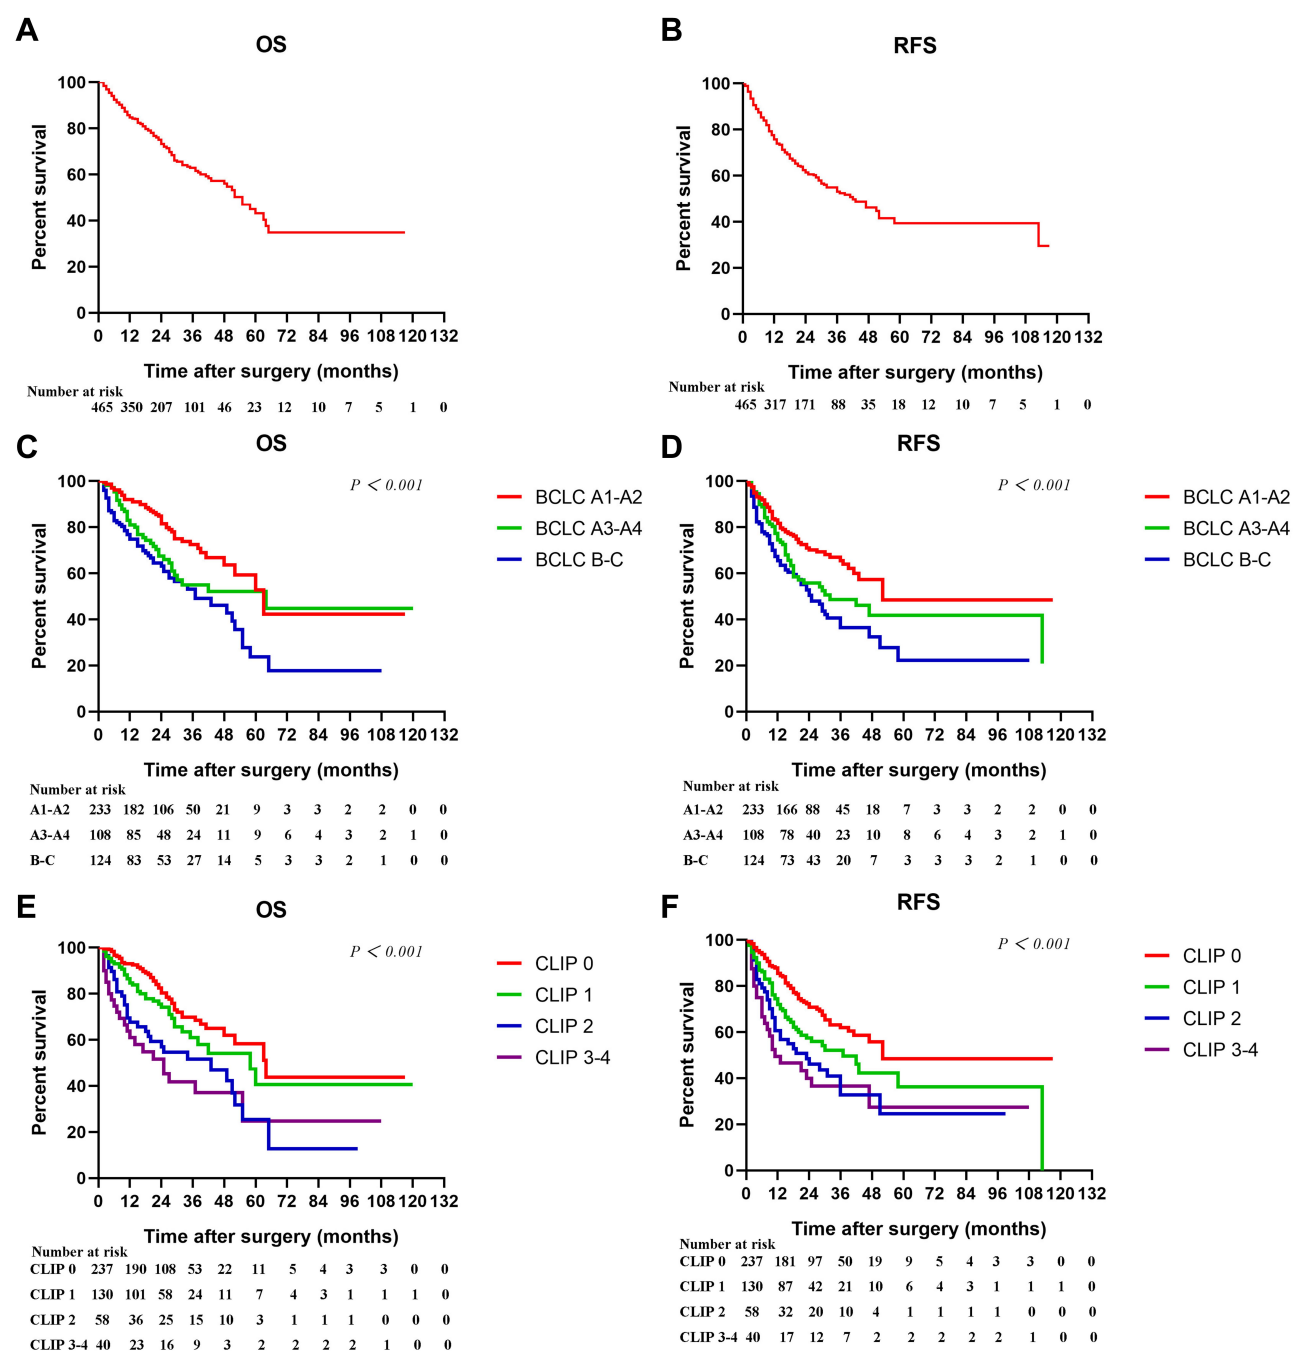 A
OS
Percent survival
100
80
60
40
20
0
0 12 24 36 48 60 72 84 96 108 120 132
Time after surgery (months)
Number at risk
465 350 207 101 46 23 12 10 7 5 1 0
B
RFS
Percent survival
100
80
60
40
20
0
0 12 24 36 48 60 72 84 96 108 120 132
Time after surgery (months)
Number at risk
465 317 171 88 35 18 12 10 7 5 1 0
C
OS
P < 0.001
Percent survival
100
80
60
40
20
0
0 12 24 36 48 60 72 84 96 108 120 132
Time after surgery (months)
BCLC A1-A2
BCLC A3-A4
BCLC B-C
Number at risk
A1-A2 233 182 106 50 21 9 3 3 2 2 0 0
A3-A4 108 85 48 24 11 9 6 4 3 2 1 0
B-C 124 83 53 27 14 5 3 3 2 1 0 0
D
RFS
P < 0.001
Percent survival
100
80
60
40
20
0
0 12 24 36 48 60 72 84 96 108 120 132
Time after surgery (months)
BCLC A1-A2
BCLC A3-A4
BCLC B-C
Number at risk
A1-A2 233 166 88 45 18 7 3 3 2 2 0 0
A3-A4 108 78 40 23 10 8 6 4 3 2 1 0
B-C 124 73 43 20 7 3 3 3 2 1 0 0
E
OS
P < 0.001
Percent survival
100
80
60
40
20
0
0 12 24 36 48 60 72 84 96 108 120 132
Time after surgery (months)
CLIP 0
CLIP 1
CLIP 2
CLIP 3-4
Number at risk
CLIP 0 237 190 108 53 22 11 5 4 3 3 0 0
CLIP 1 130 101 58 24 11 7 4 3 1 1 1 0
CLIP 2 58 36 25 15 10 3 1 1 1 0 0 0
CLIP 3-4 40 23 16 9 3 2 2 2 2 1 0 0
F
RFS
P < 0.001
Percent survival
100
80
60
40
20
0
0 12 24 36 48 60 72 84 96 108 120 132
Time after surgery (months)
CLIP 0
CLIP 1
CLIP 2
CLIP 3-4
Number at risk
CLIP 0 237 181 97 50 19 9 5 4 3 3 0 0
CLIP 1 130 87 42 21 10 6 4 3 1 1 1 0
CLIP 2 58 32 20 10 4 1 1 1 1 0 0 0
CLIP 3-4 40 17 12 7 2 2 2 2 2 1 0 0